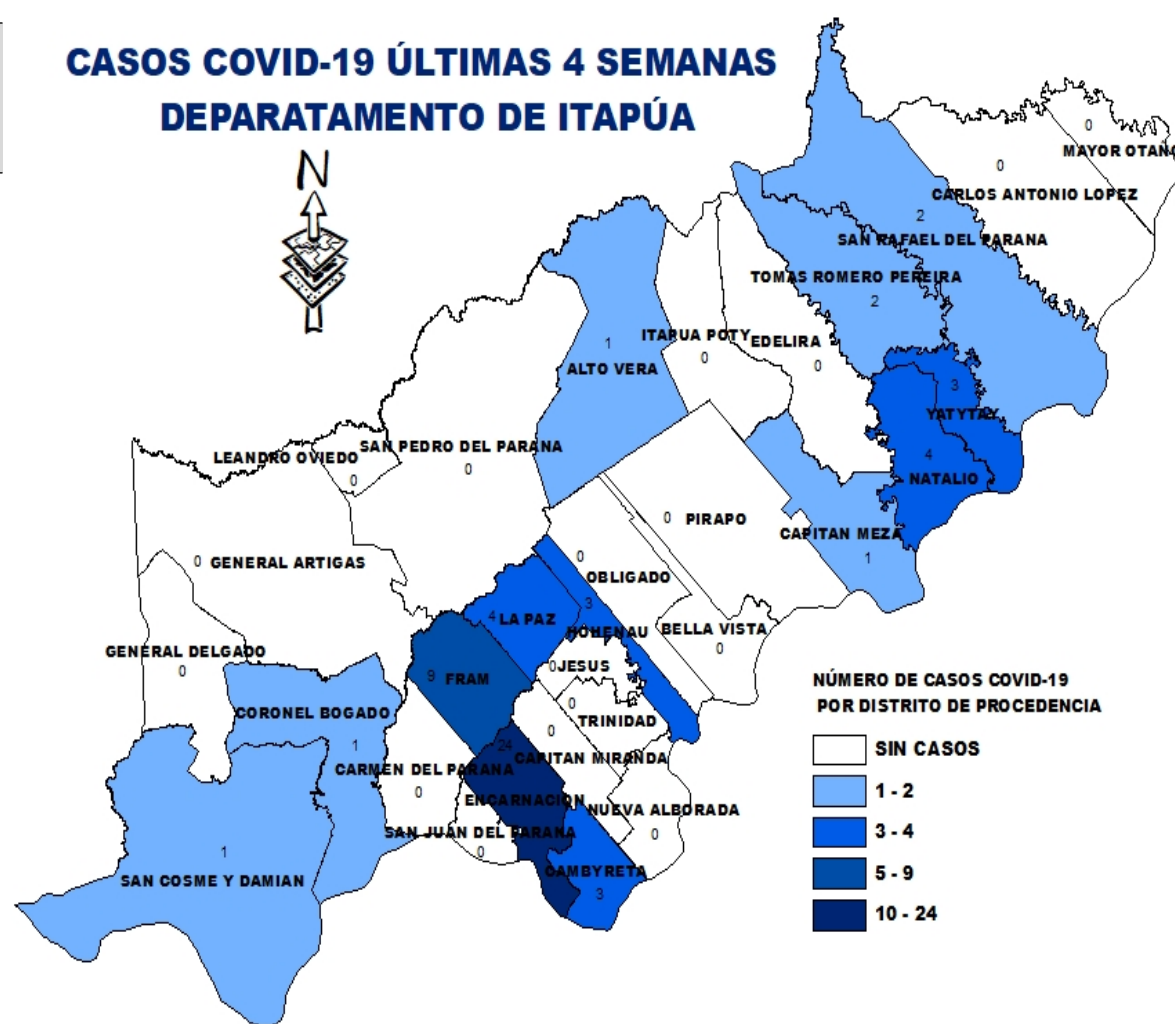 CASOS COVID-19 ÚLTIMAS 4 SEMANAS
DEPARATAMENTO DE ITAPÚA
N
0
MAYOR OTAÑ
0
CARLOS ANTONIO LOPEZ
2
SAN RAFAEL DEL PARANA
TOMAS ROMERO PEREIRA
2
1
ALTO VERA
ITAPUA POTY
0
EDELIRA
0
3
YATYTAY
4
NATALIO
LEANDRO OVIEDO
0
SAN PEDRO DEL PARANA
0
0 PIRAPO
CAPITAN MEZA
1
0 GENERAL ARTIGAS
0
OBLIGADO
3
HOHENAU
4 LA PAZ
BELLA VISTA
0
GENERAL DELGADO
0
9 FRAM
0 JESUS
0
TRINIDAD
CORONEL BOGADO
1
24
0
CAPITAN MIRANDA
CARMEN DEL PARANA
0
ENCARNACION
NUEVA ALBORADA
0
SAN JUAN DEL PARANA
0
CAMBYRETA
3
1
SAN COSME Y DAMIAN
NÚMERO DE CASOS COVID-19
POR DISTRITO DE PROCEDENCIA
SIN CASOS
1 - 2
3 - 4
5 - 9
10 - 24